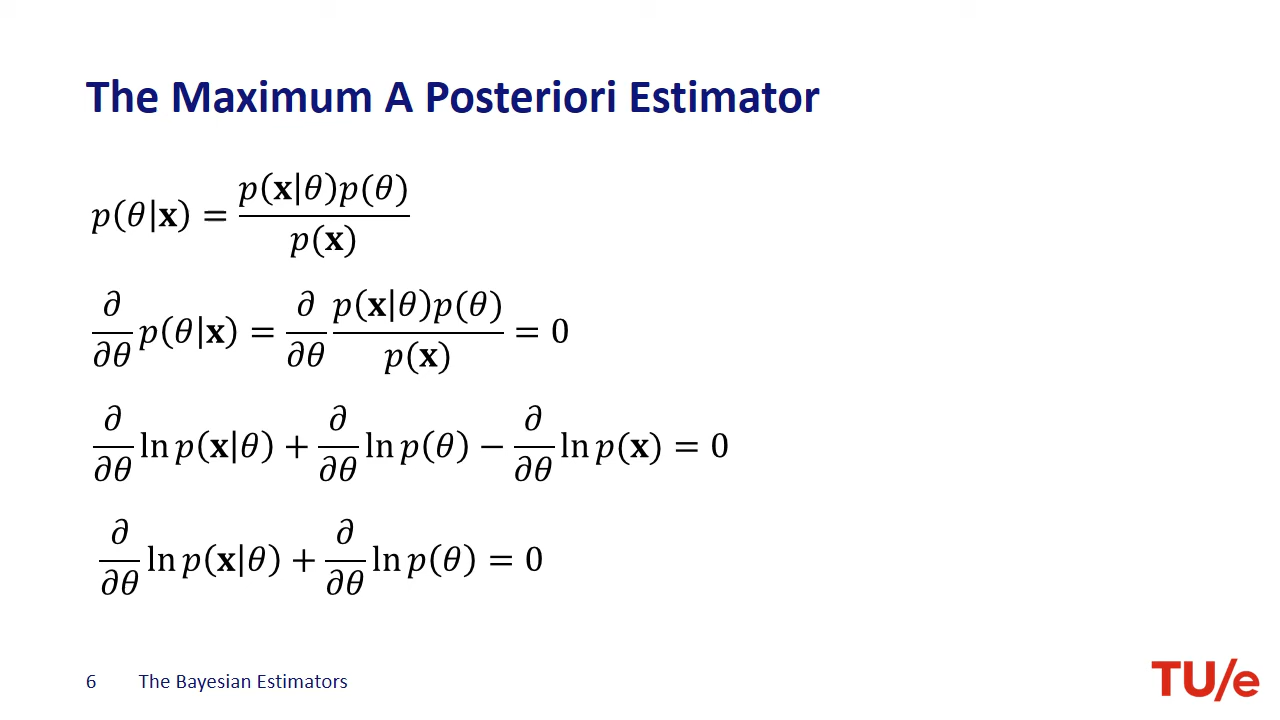 The Maximum A Posteriori Estimator
p(θ|𝐱) = p(𝐱|θ)p(θ) / p(𝐱)
∂/∂θ p(θ|𝐱) = ∂/∂θ p(𝐱|θ)p(θ) / p(𝐱) = 0
∂/∂θ ln p(𝐱|θ) + ∂/∂θ ln p(θ) − ∂/∂θ ln p(𝐱) = 0
∂/∂θ ln p(𝐱|θ) + ∂/∂θ ln p(θ) = 0
6 The Bayesian Estimators
TU/e